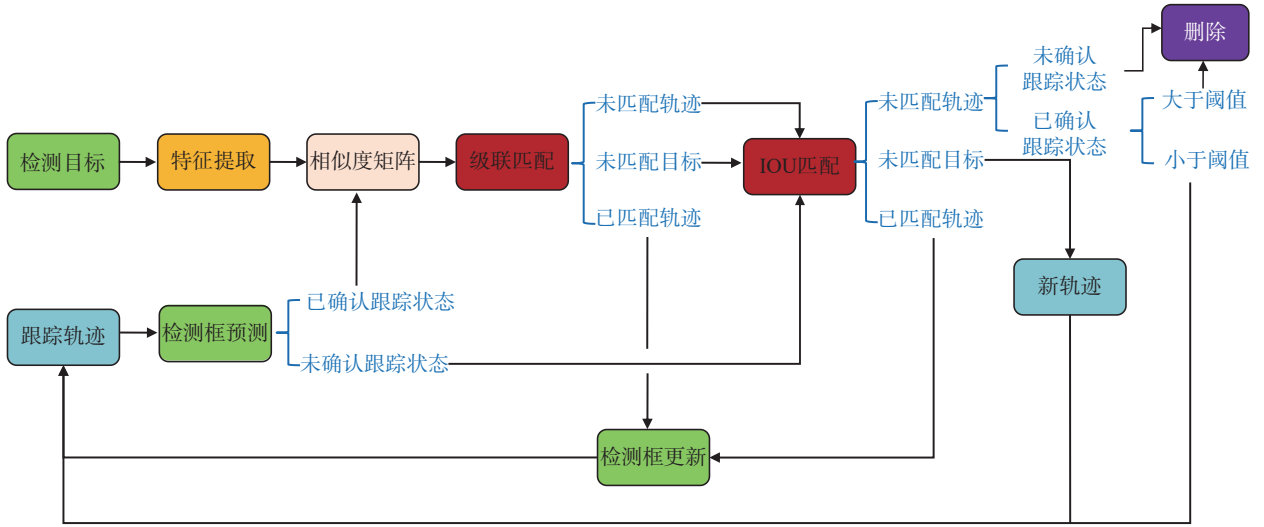 删除
未确认
跟踪状态
未匹配轨迹
未匹配轨迹
大于阈值
已确认
跟踪状态
检测目标
特征提取
相似度矩阵
级联匹配
未匹配目标
IOU匹配
未匹配目标
小于阈值
已匹配轨迹
已匹配轨迹
新轨迹
已确认跟踪状态
跟踪轨迹
检测框预测
未确认跟踪状态
检测框更新